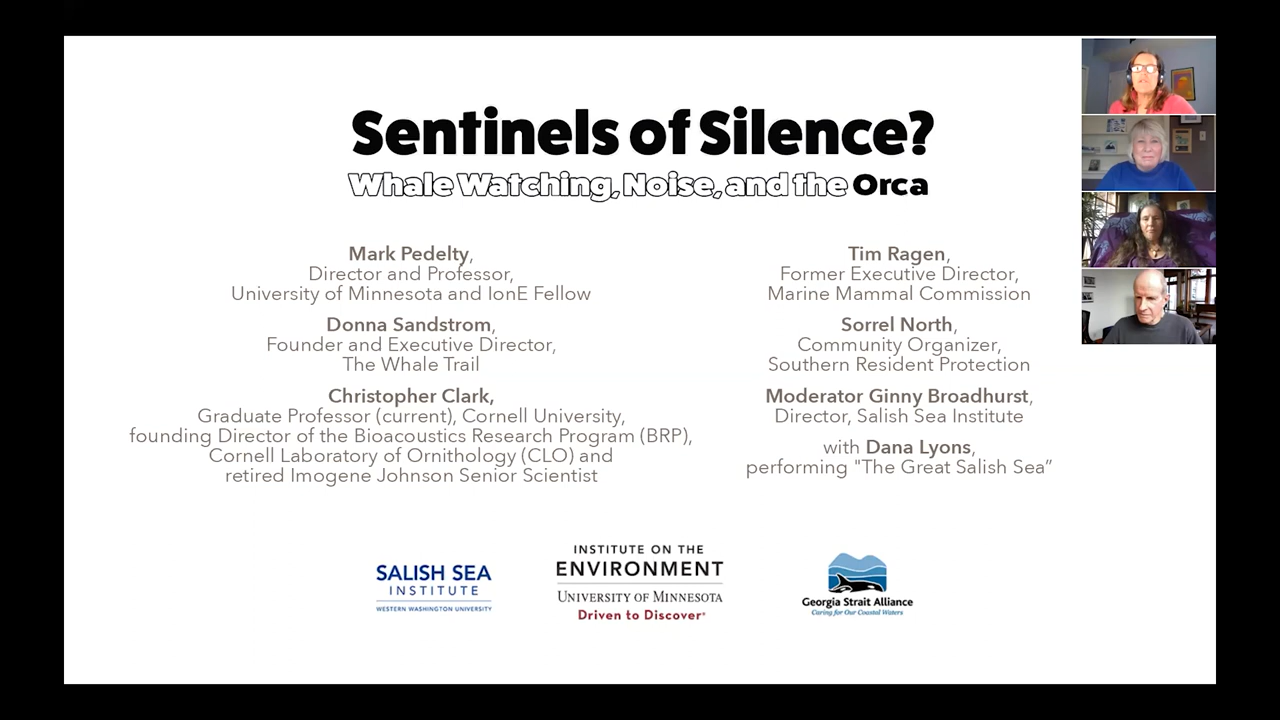 Sentinels of Silence?
Whale Watching, Noise, and the Orca
Mark Pedelty,
Director and Professor,
University of Minnesota and IonE Fellow
Donna Sandstrom,
Founder and Executive Director,
The Whale Trail
Christopher Clark,
Graduate Professor (current), Cornell University,
founding Director of the Bioacoustics Research Program (BRP),
Cornell Laboratory of Ornithology (CLO) and
retired Imogene Johnson Senior Scientist
Tim Ragen,
Former Executive Director,
Marine Mammal Commission
Sorrel North,
Community Organizer,
Southern Resident Protection
Moderator Ginny Broadhurst,
Director, Salish Sea Institute
with Dana Lyons,
performing "The Great Salish Sea”
SALISH SEA
INSTITUTE
WESTERN WASHINGTON UNIVERSITY
INSTITUTE ON THE
ENVIRONMENT
UNIVERSITY OF MINNESOTA
Driven to Discover®
Georgia Strait Alliance
Caring for Our Coastal Waters